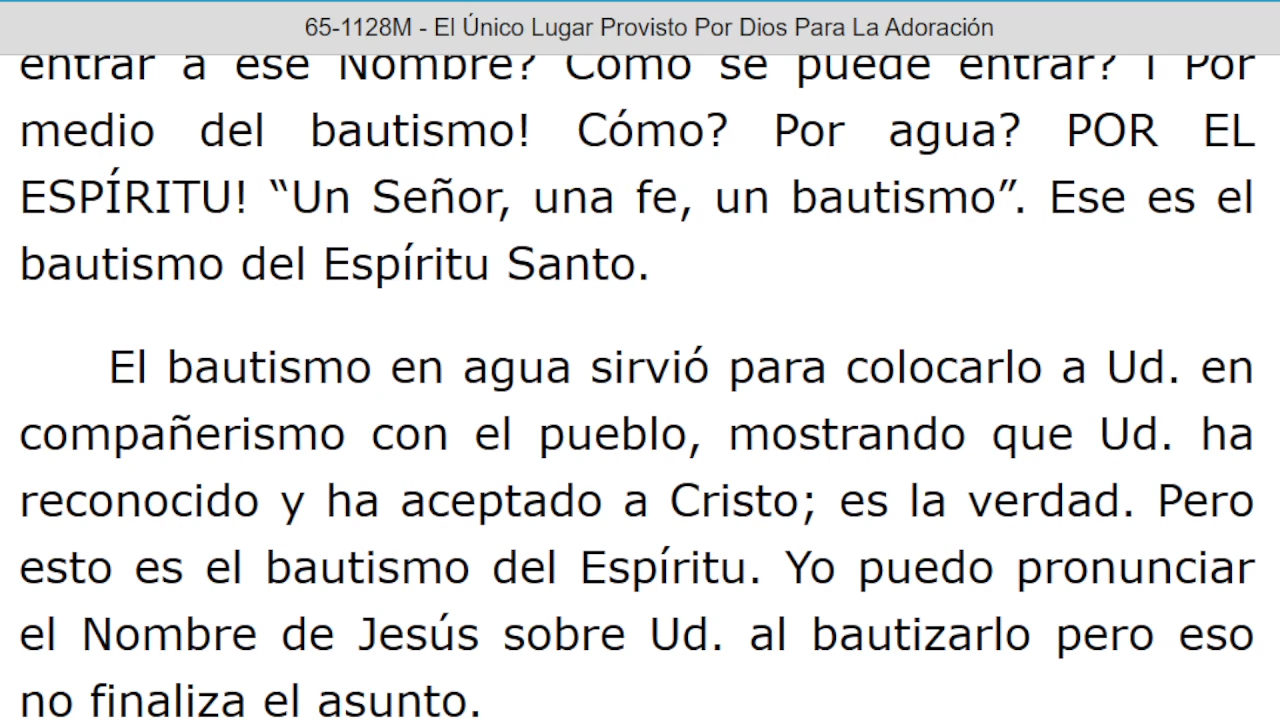 65-1128M - El Único Lugar Provisto Por Dios Para La Adoración
entrar a ese Nombre? Cómo se puede entrar? Por
medio del bautismo! Cómo? Por agua? POR EL
ESPÍRITU! “Un Señor, una fe, un bautismo”. Ese es el
bautismo del Espíritu Santo.
El bautismo en agua sirvió para colocarlo a Ud. en
compañerismo con el pueblo, mostrando que Ud. ha
reconocido y ha aceptado a Cristo; es la verdad. Pero
esto es el bautismo del Espíritu. Yo puedo pronunciar
el Nombre de Jesús sobre Ud. al bautizarlo pero eso
no finaliza el asunto.